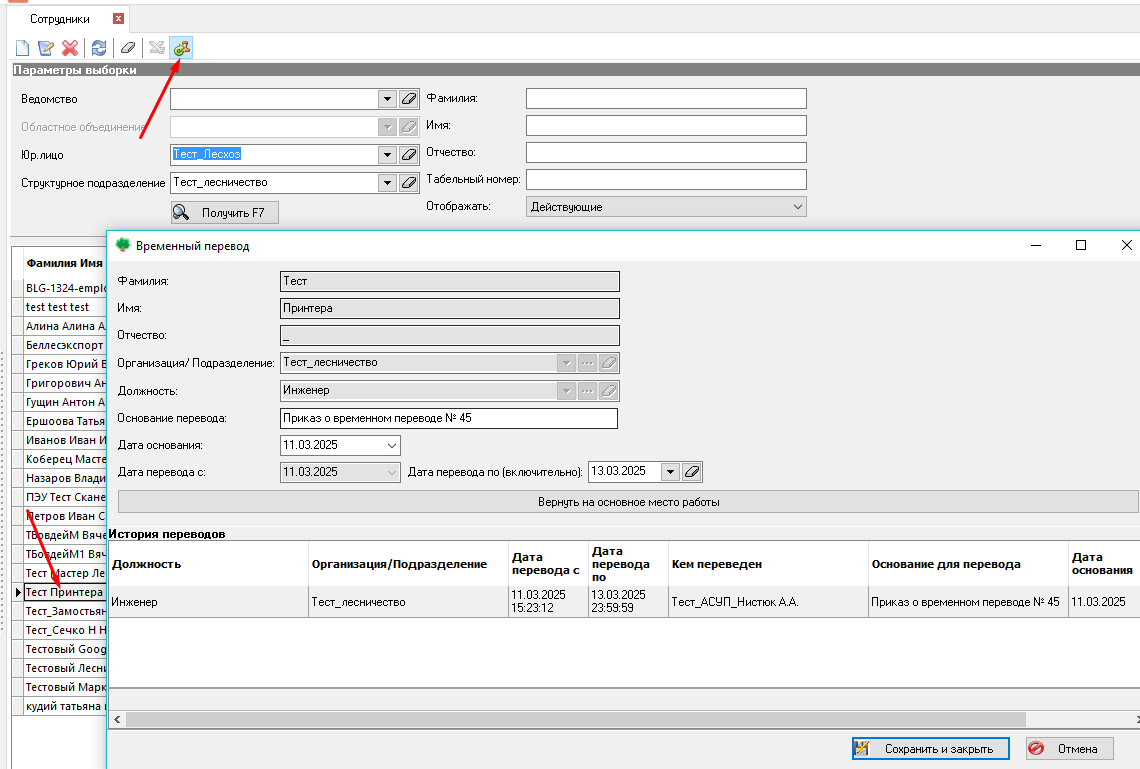 Сотрудники
Параметры выборки
Ведомство
Фамилия:
Областное объединение
Имя:
Юр.лицо Тест_Лесхоз
Отчество:
Структурное подразделение Тест_лесничество
Табельный номер:
Получить F7
Отображать: Действующие
Временный перевод
Фамилия: Тест
Имя: Принтера
Отчество: _
Организация/ Подразделение: Тест_лесничество
Должность: Инженер
Основание перевода: Приказ о временном переводе № 45
Дата основания: 11.03.2025
Дата перевода с: 11.03.2025 Дата перевода по (включительно): 13.03.2025
Вернуть на основное место работы
История переводов
Должность Организация/Подразделение Дата перевода с Дата перевода по Кем переведен Основание для перевода Дата основания
Инженер Тест_лесничество 11.03.2025 15:23:12 13.03.2025 23:59:59 Тест_АСУП_Нистюк А.А. Приказ о временном переводе № 45 11.03.2025
Сохранить и закрыть Отмена
Фамилия Имя
BLG-1324-emplo
test test test
Алина Алина А
Беллесэкспорт
Греков Юрий В
Григорович Ан
Гущин Антон А
Ершоова Татья
Иванов Иван И
Коберец Масте
Назаров Влади
ПЭУ Тест Скане
Петров Иван С
ТБовдейМ Вяче
ТБовдейМ1 Вяч
Тест Мастер Ле
Тест Принтера
Тест_Замостьян
Тест_Сечко Н Н
Тестовый Goog
Тестовый Лесни
Тестовый Марк
кудий татьяна